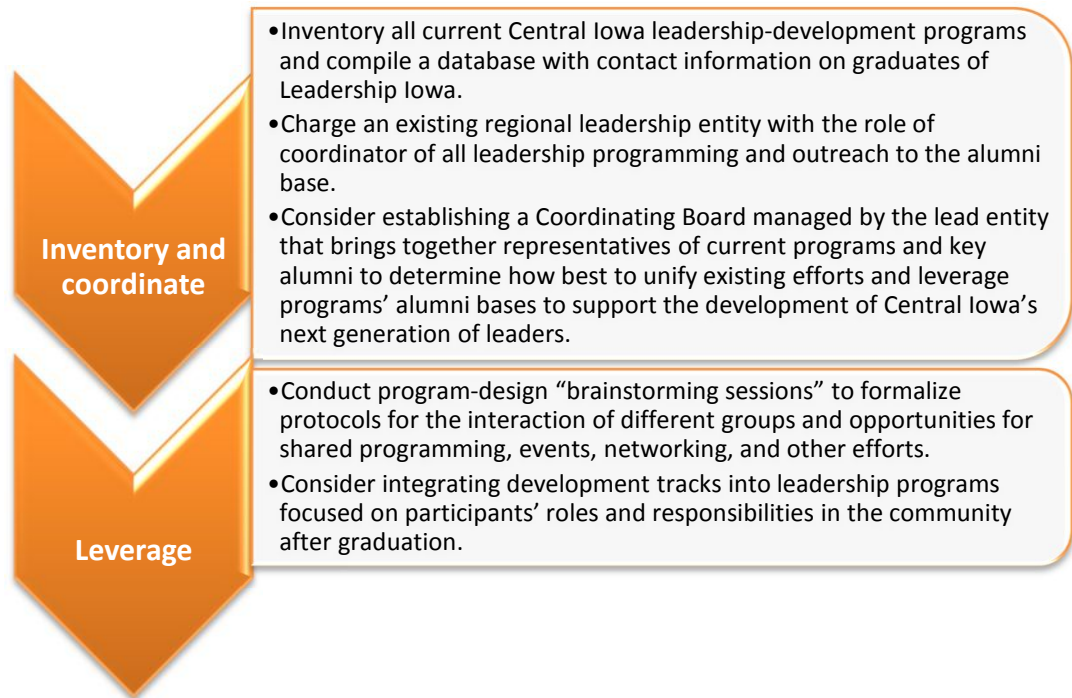 Inventory and
coordinate
•Inventory all current Central Iowa leadership-development programs
and compile a database with contact information on graduates of
Leadership Iowa.
•Charge an existing regional leadership entity with the role of
coordinator of all leadership programming and outreach to the alumni
base.
•Consider establishing a Coordinating Board managed by the lead entity
that brings together representatives of current programs and key
alumni to determine how best to unify existing efforts and leverage
programs’ alumni bases to support the development of Central Iowa’s
next generation of leaders.
Leverage
•Conduct program-design “brainstorming sessions” to formalize
protocols for the interaction of different groups and opportunities for
shared programming, events, networking, and other efforts.
•Consider integrating development tracks into leadership programs
focused on participants’ roles and responsibilities in the community
after graduation.